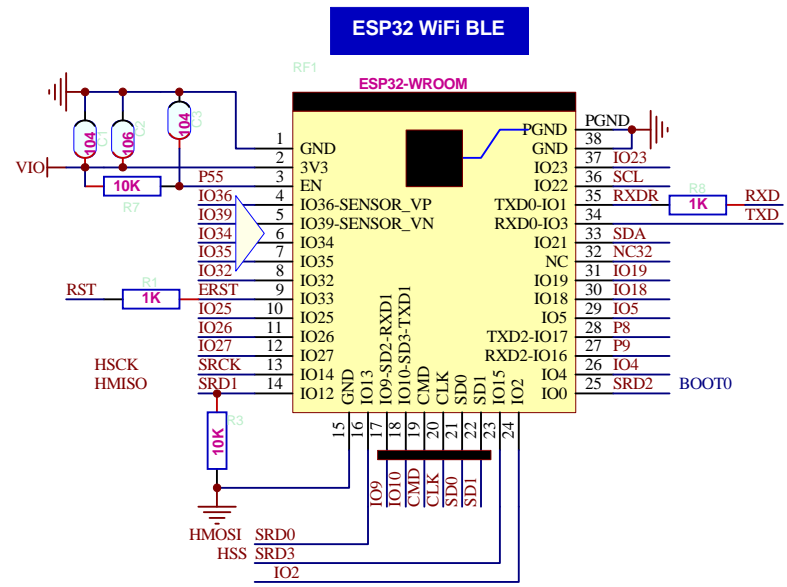 ESP32 WiFi BLE
RF1
ESP32-WROOM
C1
104
C2
106
C3
104
VIO
10K
R7
P55
IO36
IO39
IO34
IO35
IO32
RST
R1
1K
ERST
IO25
IO26
IO27
HSCK SRCK
HMISO SRD1
R3
10K
1 GND
2 3V3
3 EN
4 IO36-SENSOR_VP
5 IO39-SENSOR_VN
6 IO34
7 IO35
8 IO32
9 IO33
10 IO25
11 IO26
12 IO27
13 IO14
14 IO12
PGND PGND
GND 38
IO23 37 IO23
IO22 36 SCL
TXD0-IO1 35 RXDR
R8
1K
RXD
RXD0-IO3 34 TXD
IO21 33 SDA
NC 32 NC32
IO19 31 IO19
IO18 30 IO18
IO5 29 IO5
TXD2-IO17 28 P8
RXD2-IO16 27 P9
IO4 26 IO4
IO0 25 SRD2 BOOT0
GND 15
IO13 16
IO9-SD2-RXD1 17 IO9
IO10-SD3-TXD1 18 IO10
CMD 19 CMD
CLK 20 CLK
SD0 21 SD0
SD1 22 SD1
IO15 23
IO2 24
HMOSI SRD0
HSS SRD3
IO2